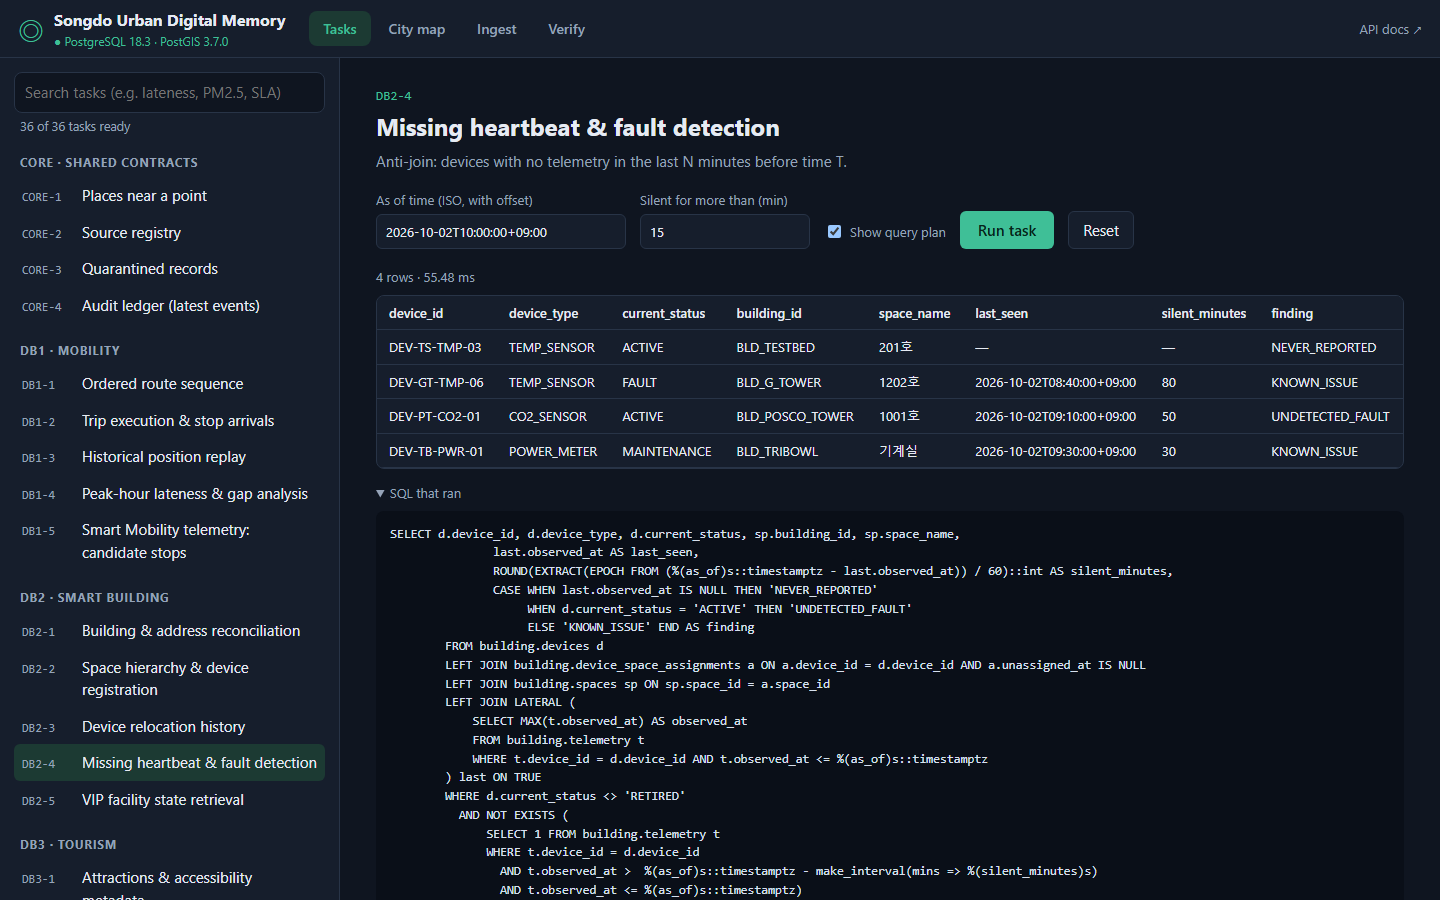 Songdo Urban Digital Memory
● PostgreSQL 18.3 · PostGIS 3.7.0
Tasks
City map
Ingest
Verify
API docs ↗
Search tasks (e.g. lateness, PM2.5, SLA)
36 of 36 tasks ready
CORE · SHARED CONTRACTS
CORE-1 Places near a point
CORE-2 Source registry
CORE-3 Quarantined records
CORE-4 Audit ledger (latest events)
DB1 · MOBILITY
DB1-1 Ordered route sequence
DB1-2 Trip execution & stop arrivals
DB1-3 Historical position replay
DB1-4 Peak-hour lateness & gap analysis
DB1-5 Smart Mobility telemetry:
candidate stops
DB2 · SMART BUILDING
DB2-1 Building & address reconciliation
DB2-2 Space hierarchy & device
registration
DB2-3 Device relocation history
DB2-4 Missing heartbeat & fault detection
DB2-5 VIP facility state retrieval
DB3 · TOURISM
DB3-1 Attractions & accessibility
metadata
DB2-4
Missing heartbeat & fault detection
Anti-join: devices with no telemetry in the last N minutes before time T.
As of time (ISO, with offset)
Silent for more than (min)
2026-10-02T10:00:00+09:00
15
Show query plan
Run task
Reset
4 rows · 55.48 ms
device_id device_type current_status building_id space_name last_seen silent_minutes finding
DEV-TS-TMP-03 TEMP_SENSOR ACTIVE BLD_TESTBED 201호 — — NEVER_REPORTED
DEV-GT-TMP-06 TEMP_SENSOR FAULT BLD_G_TOWER 1202호 2026-10-02T08:40:00+09:00 80 KNOWN_ISSUE
DEV-PT-CO2-01 CO2_SENSOR ACTIVE BLD_POSCO_TOWER 1001호 2026-10-02T09:10:00+09:00 50 UNDETECTED_FAULT
DEV-TB-PWR-01 POWER_METER MAINTENANCE BLD_TRIBOWL 기계실 2026-10-02T09:30:00+09:00 30 KNOWN_ISSUE
▼ SQL that ran
SELECT d.device_id, d.device_type, d.current_status, sp.building_id, sp.space_name,
last.observed_at AS last_seen,
ROUND(EXTRACT(EPOCH FROM (%(as_of)s::timestamptz - last.observed_at)) / 60)::int AS silent_minutes,
CASE WHEN last.observed_at IS NULL THEN 'NEVER_REPORTED'
WHEN d.current_status = 'ACTIVE' THEN 'UNDETECTED_FAULT'
ELSE 'KNOWN_ISSUE' END AS finding
FROM building.devices d
LEFT JOIN building.device_space_assignments a ON a.device_id = d.device_id AND a.unassigned_at IS NULL
LEFT JOIN building.spaces sp ON sp.space_id = a.space_id
LEFT JOIN LATERAL (
SELECT MAX(t.observed_at) AS observed_at
FROM building.telemetry t
WHERE t.device_id = d.device_id AND t.observed_at <= %(as_of)s::timestamptz
) last ON TRUE
WHERE d.current_status <> 'RETIRED'
AND NOT EXISTS (
SELECT 1 FROM building.telemetry t
WHERE t.device_id = d.device_id
AND t.observed_at > %(as_of)s::timestamptz - make_interval(mins => %(silent_minutes)s)
AND t.observed_at <= %(as_of)s::timestamptz)